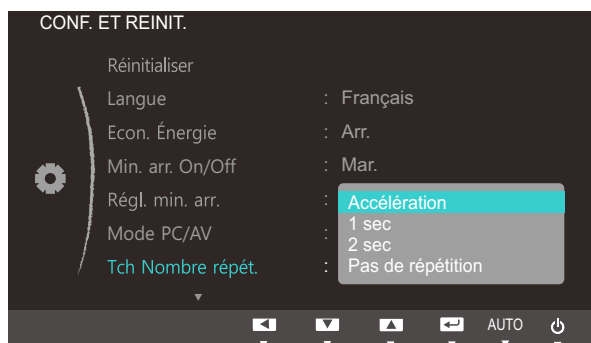 CONF. ET REINIT.
Réinitialiser
Langue : Français
Econ. Énergie : Arr.
Min. arr. On/Off : Mar.
Régl. min. arr. :
Mode PC/AV :
Tch Nombre répét. :
Accélération
1 sec
2 sec
Pas de répétition
AUTO